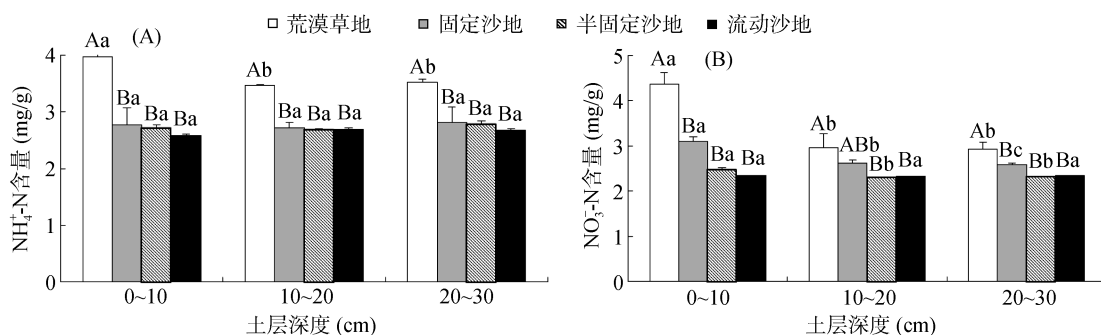 荒漠草地 固定沙地 半固定沙地 流动沙地
(A)
NH₄⁺-N含量 (mg/g)
4
3
2
1
0
Aa Ba Ba Ba
Ab Ba Ba Ba
Ab Ba Ba Ba
0~10 10~20 20~30
土层深度 (cm)
(B)
NO₃⁻-N含量 (mg/g)
5
4
3
2
1
0
Aa Ba Ba Ba
Ab ABb Bb Ba
Ab Bc Bb Ba
0~10 10~20 20~30
土层深度 (cm)